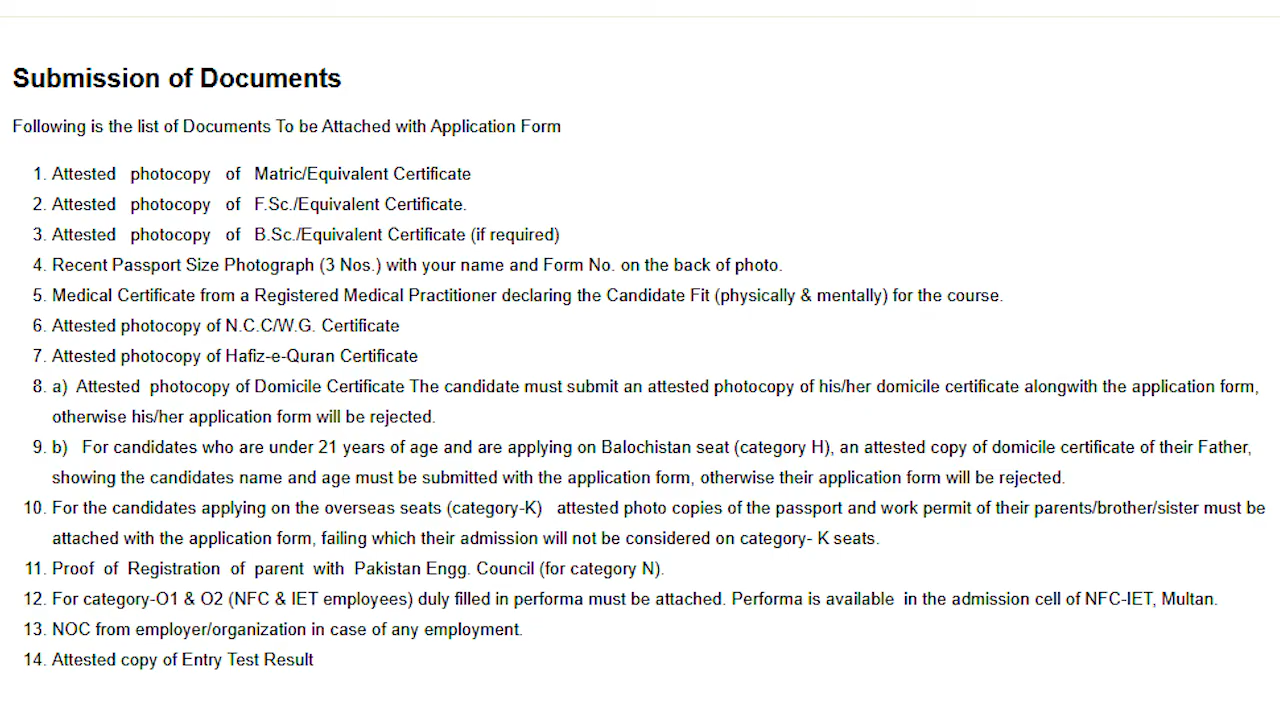 Submission of Documents
Following is the list of Documents To be Attached with Application Form
1. Attested photocopy of Matric/Equivalent Certificate
2. Attested photocopy of F.Sc./Equivalent Certificate.
3. Attested photocopy of B.Sc./Equivalent Certificate (if required)
4. Recent Passport Size Photograph (3 Nos.) with your name and Form No. on the back of photo.
5. Medical Certificate from a Registered Medical Practitioner declaring the Candidate Fit (physically & mentally) for the course.
6. Attested photocopy of N.C.C/W.G. Certificate
7. Attested photocopy of Hafiz-e-Quran Certificate
8. a) Attested photocopy of Domicile Certificate The candidate must submit an attested photocopy of his/her domicile certificate alongwith the application form,
otherwise his/her application form will be rejected.
9. b) For candidates who are under 21 years of age and are applying on Balochistan seat (category H), an attested copy of domicile certificate of their Father,
showing the candidates name and age must be submitted with the application form, otherwise their application form will be rejected.
10. For the candidates applying on the overseas seats (category-K) attested photo copies of the passport and work permit of their parents/brother/sister must be
attached with the application form, failing which their admission will not be considered on category- K seats.
11. Proof of Registration of parent with Pakistan Engg. Council (for category N).
12. For category-O1 & O2 (NFC & IET employees) duly filled in performa must be attached. Performa is available in the admission cell of NFC-IET, Multan.
13. NOC from employer/organization in case of any employment.
14. Attested copy of Entry Test Result